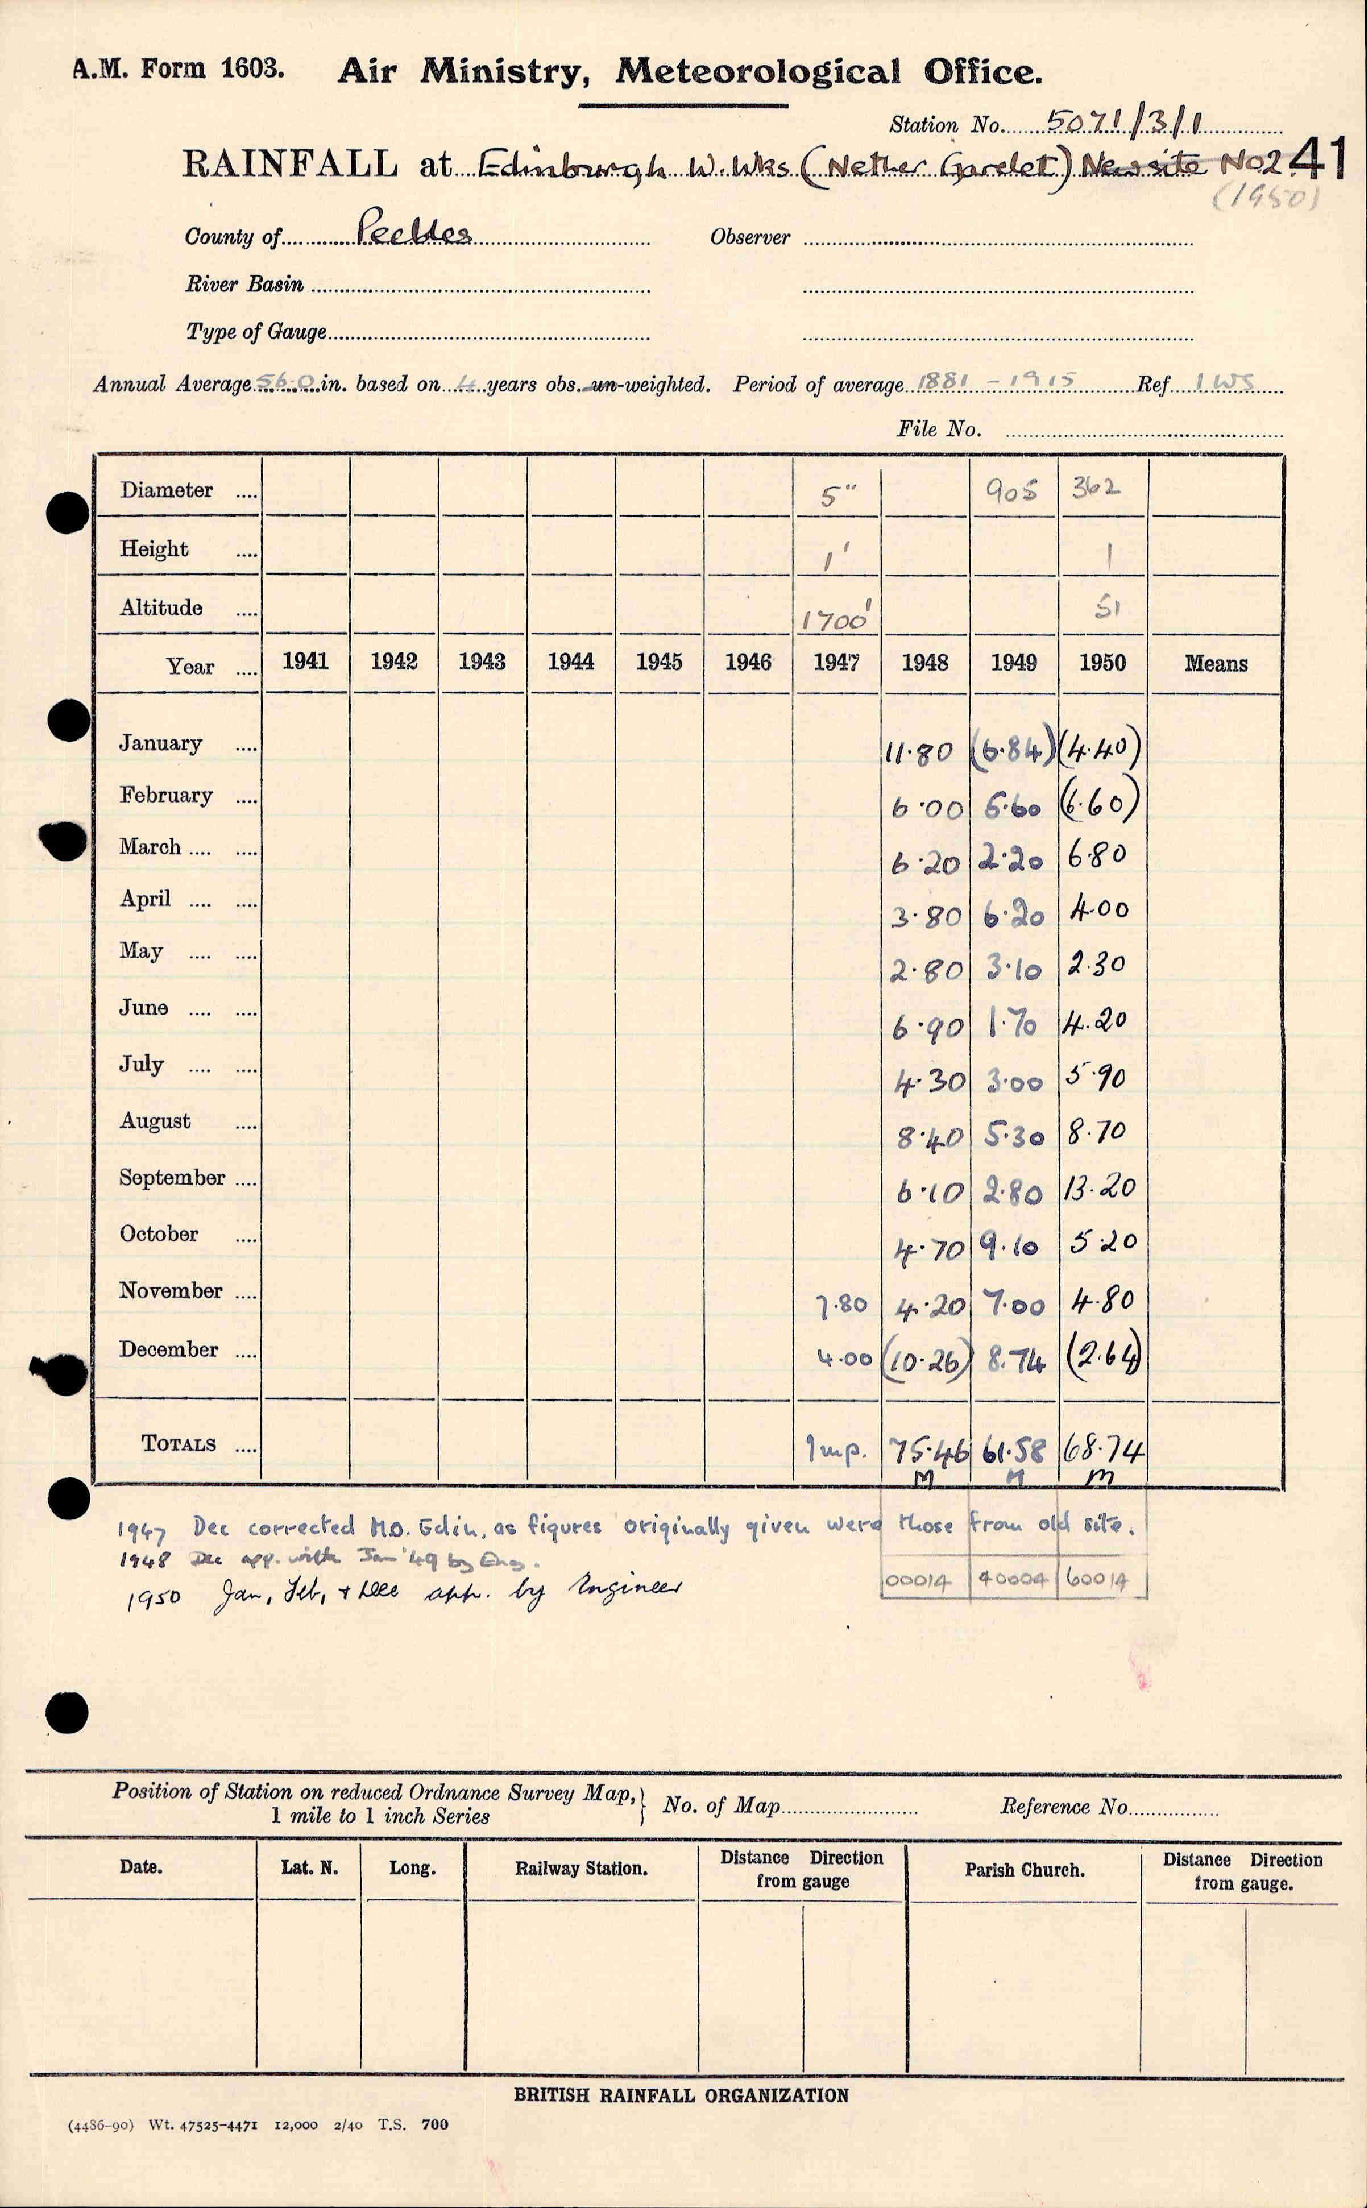 A.M. Form 1603. Air Ministry, Meteorological Office.
Station No. 5071/3/1
RAINFALL at Edinburgh W. Wks (Nether Gardet) New site No2. 41
(1950)
County of Peebles Observer
River Basin
Type of Gauge
Annual Average 56.0 in. based on 4 years obs. un-weighted. Period of average 1881 - 1915 Ref. 1 WS
File No.
Diameter .... 5" 905 362
Height .... 1' 1
Altitude .... 1700' 51
Year .... 1941 1942 1943 1944 1945 1946 1947 1948 1949 1950 Means
January .... 11.80 (6.84) (4.40)
February .... 6.00 5.60 (6.60)
March .... .... 6.20 2.20 6.80
April .... .... 3.80 6.20 4.00
May .... .... 2.80 3.10 2.30
June .... .... 6.90 1.70 4.20
July .... .... 4.30 3.00 5.90
August .... 8.40 5.30 8.70
September .... 6.10 2.80 13.20
October .... 4.70 9.10 5.20
November .... 7.80 4.20 7.00 4.80
December .... 4.00 (10.26) 8.74 (2.64)
TOTALS .... Imp. 75.46 61.58 68.74
M M M
1947 Dec corrected M.O. Edin, as figures originally given were those from old site.
1948 Dec app. with Jan '49 by Eng.
00014 40004 60014
1950 Jan, Feb, + Dec app. by Engineer
Position of Station on reduced Ordnance Survey Map, } No. of Map Reference No.
1 mile to 1 inch Series
Date. Lat. N. Long. Railway Station. Distance Direction from gauge Parish Church. Distance Direction from gauge.
BRITISH RAINFALL ORGANIZATION
(4486-90) Wt. 47525-4471 12,000 2/40 T.S. 700